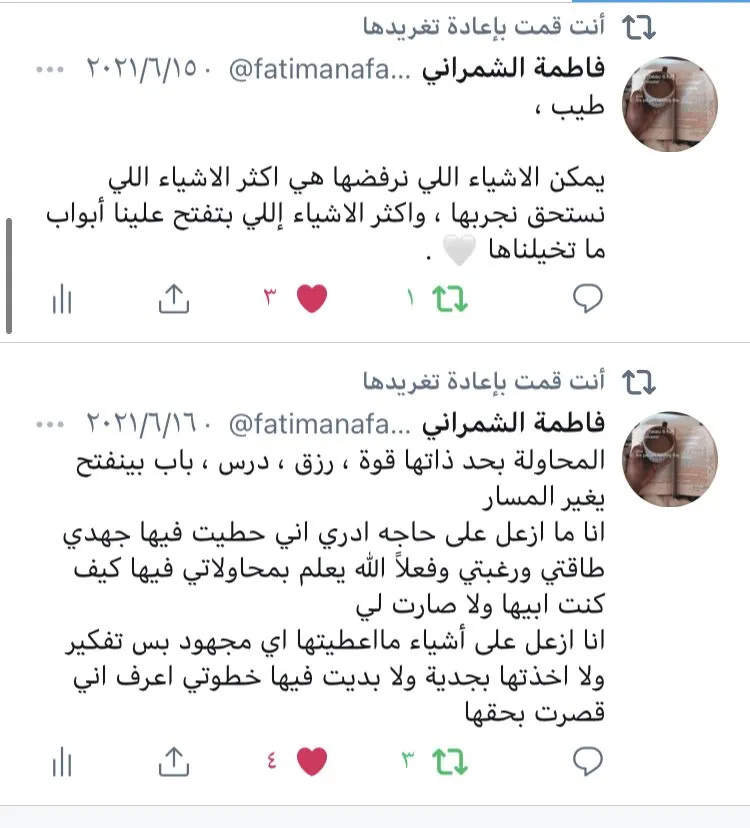 أنت قمت بإعادة تغريدها
فاطمة الشمراني @fatimanafa... · ٢٠٢١/٦/١٥
طيب ،
يمكن الاشياء اللي نرفضها هي اكثر الاشياء اللي
نستحق نجربها ، واكثر الاشياء إللي بتفتح علينا أبواب
ما تخيلناها 🤍 .
١ ٣
أنت قمت بإعادة تغريدها
فاطمة الشمراني @fatimanafa... · ٢٠٢١/٦/١٦
المحاولة بحد ذاتها قوة ، رزق ، درس ، باب بينفتح
يغير المسار
انا ما ازعل على حاجه ادري اني حطيت فيها جهدي
طاقتي ورغبتي وفعلاً الله يعلم بمحاولاتي فيها كيف
كنت ابيها ولا صارت لي
انا ازعل على أشياء مااعطيتها اي مجهود بس تفكير
ولا اخذتها بجدية ولا بديت فيها خطوتي اعرف اني
قصرت بحقها
٣ ٤